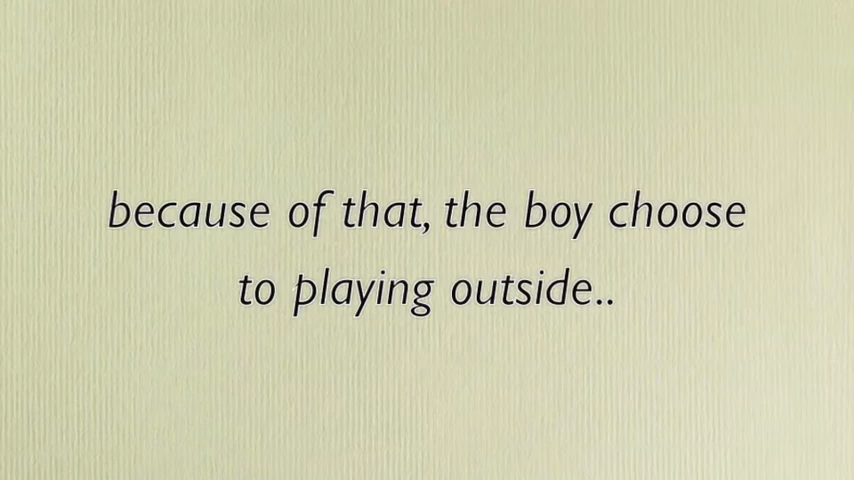 because of that, the boy choose
to playing outside..